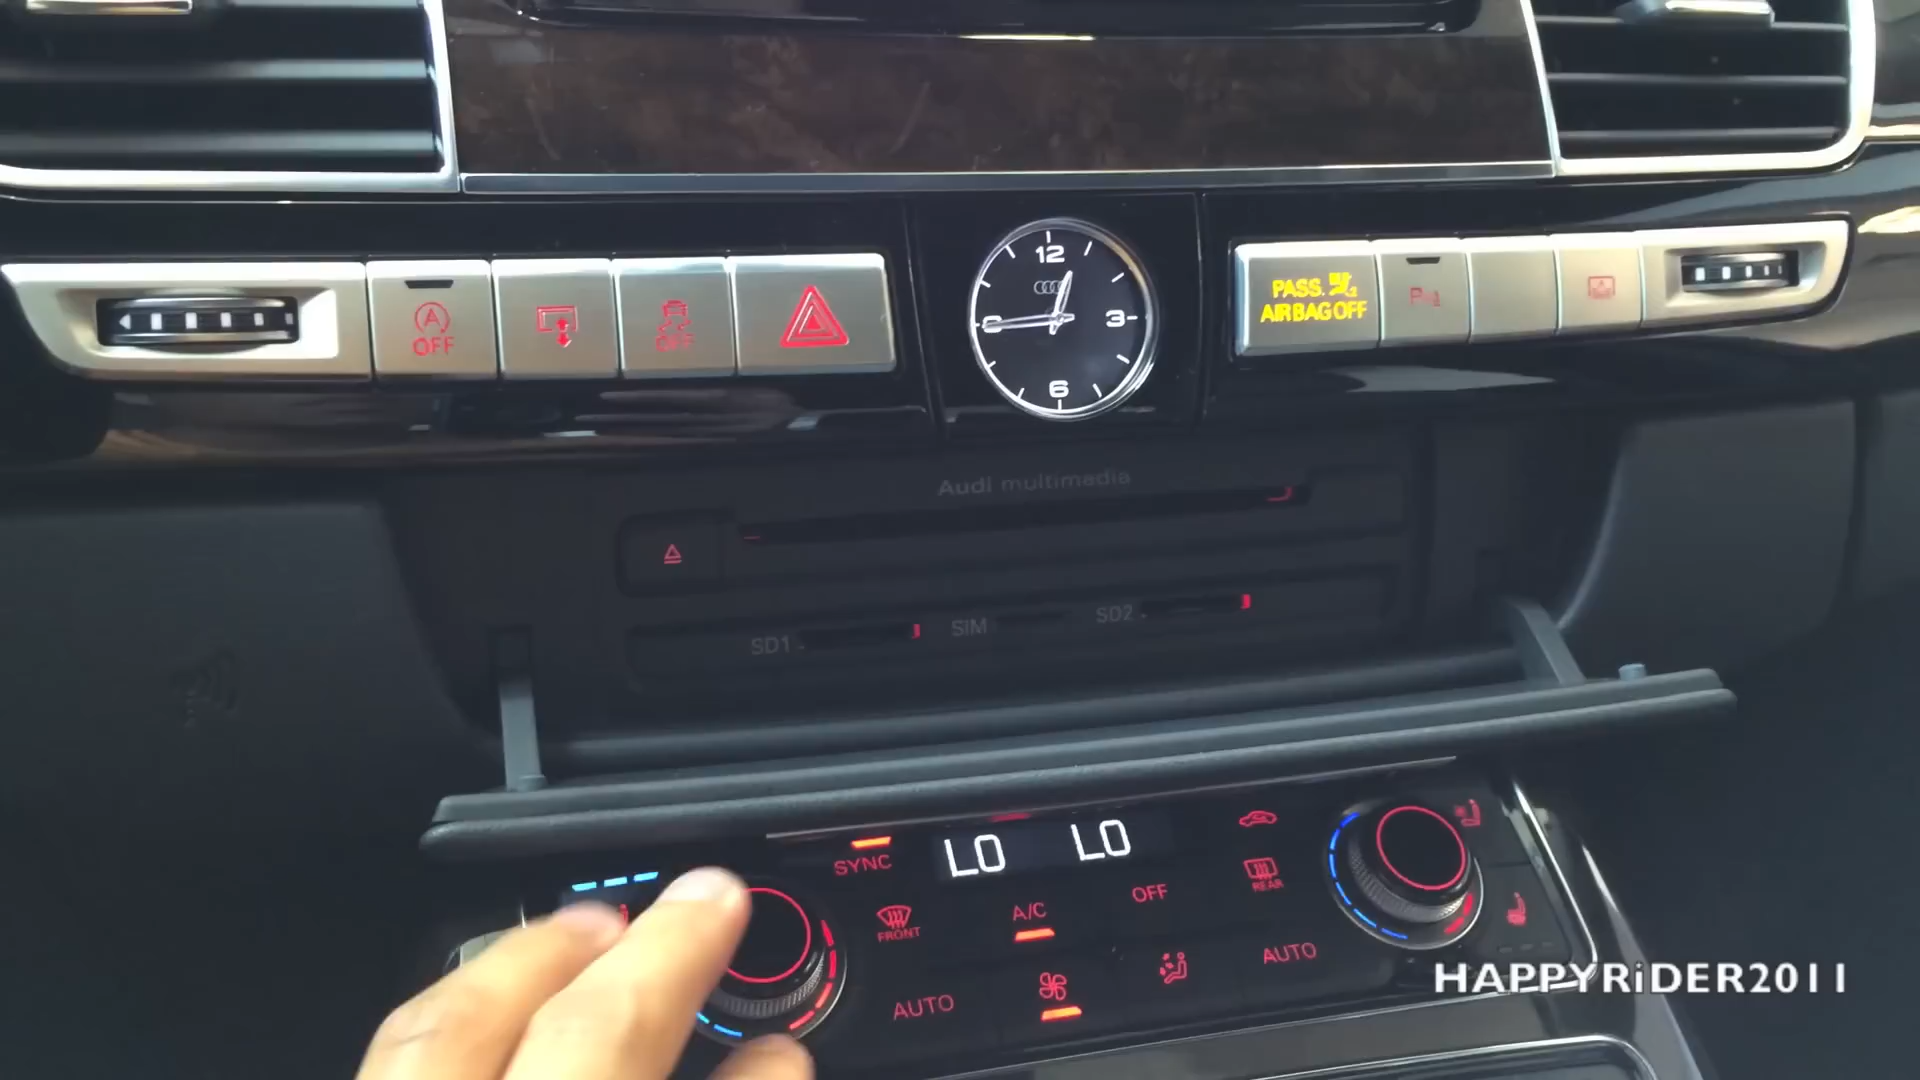 12
3
6
9
A
OFF
OFF
PASS.
AIRBAG OFF
P
Audi multimedia
SD1
SIM
SD2
LO
LO
SYNC
FRONT
A/C
OFF
REAR
AUTO
AUTO
HAPPYRiDER2011